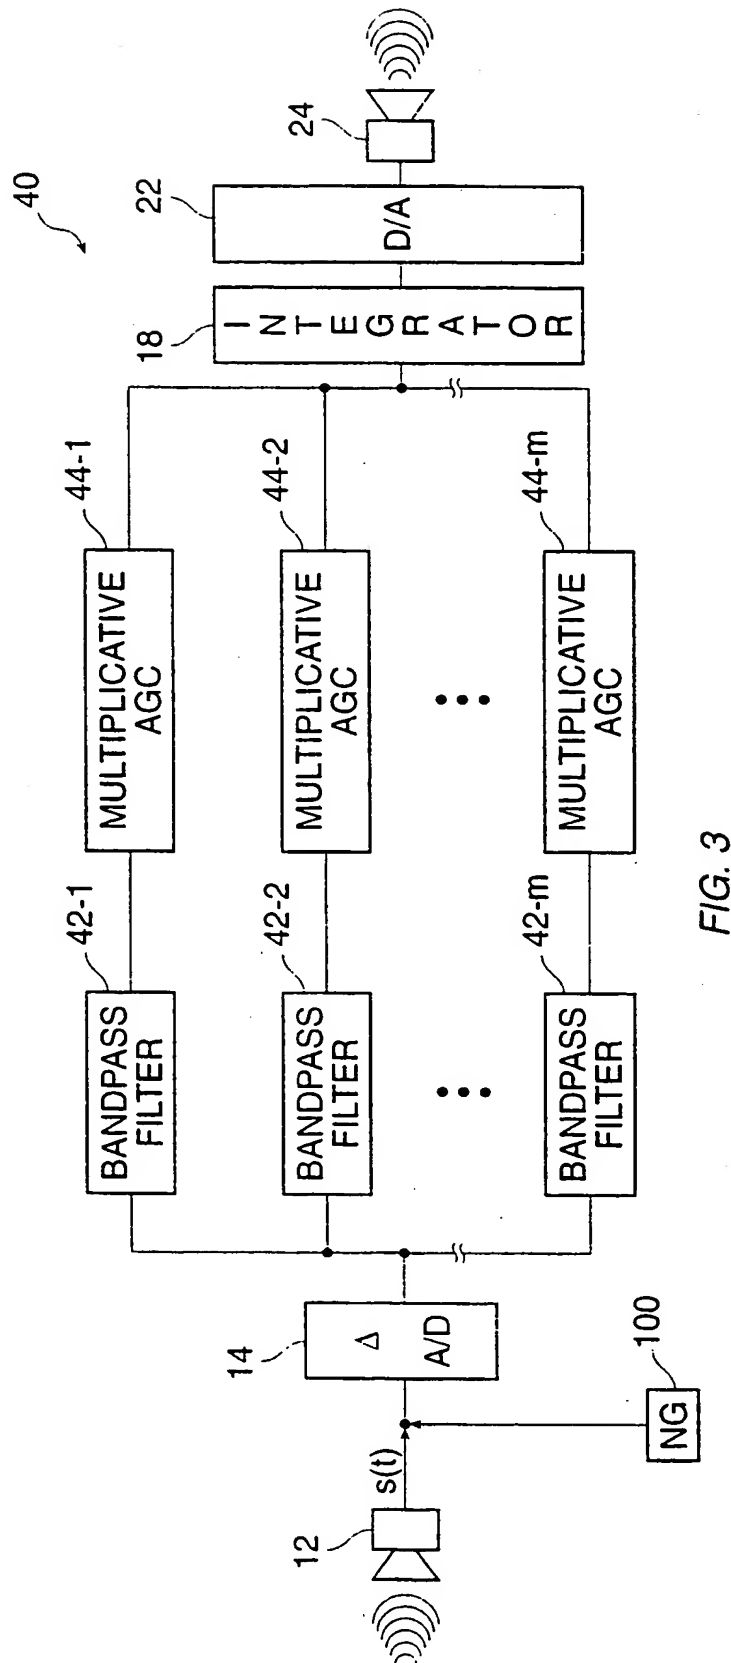 40
12
s(t)
NG
100
14
Δ
A/D
42-1
BANDPASS
FILTER
44-1
MULTIPLICATIVE
AGC
42-2
BANDPASS
FILTER
44-2
MULTIPLICATIVE
AGC
42-m
BANDPASS
FILTER
44-m
MULTIPLICATIVE
AGC
18
INTEGRATOR
22
D/A
24
FIG. 3